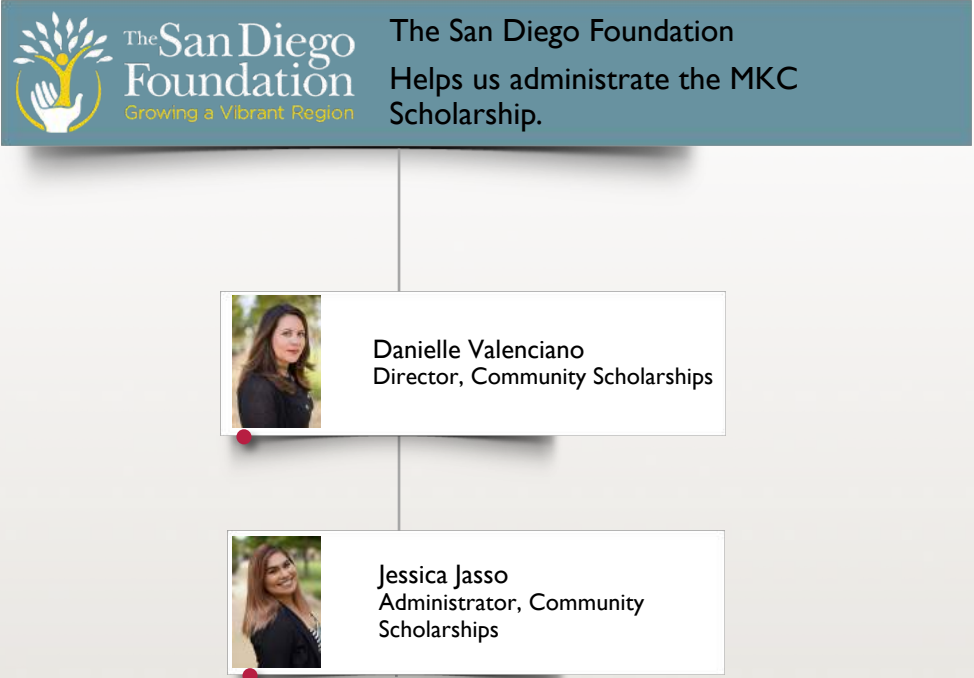 The San Diego
Foundation
Growing a Vibrant Region
The San Diego Foundation
Helps us administrate the MKC
Scholarship.
Danielle Valenciano
Director, Community Scholarships
Jessica Jasso
Administrator, Community
Scholarships